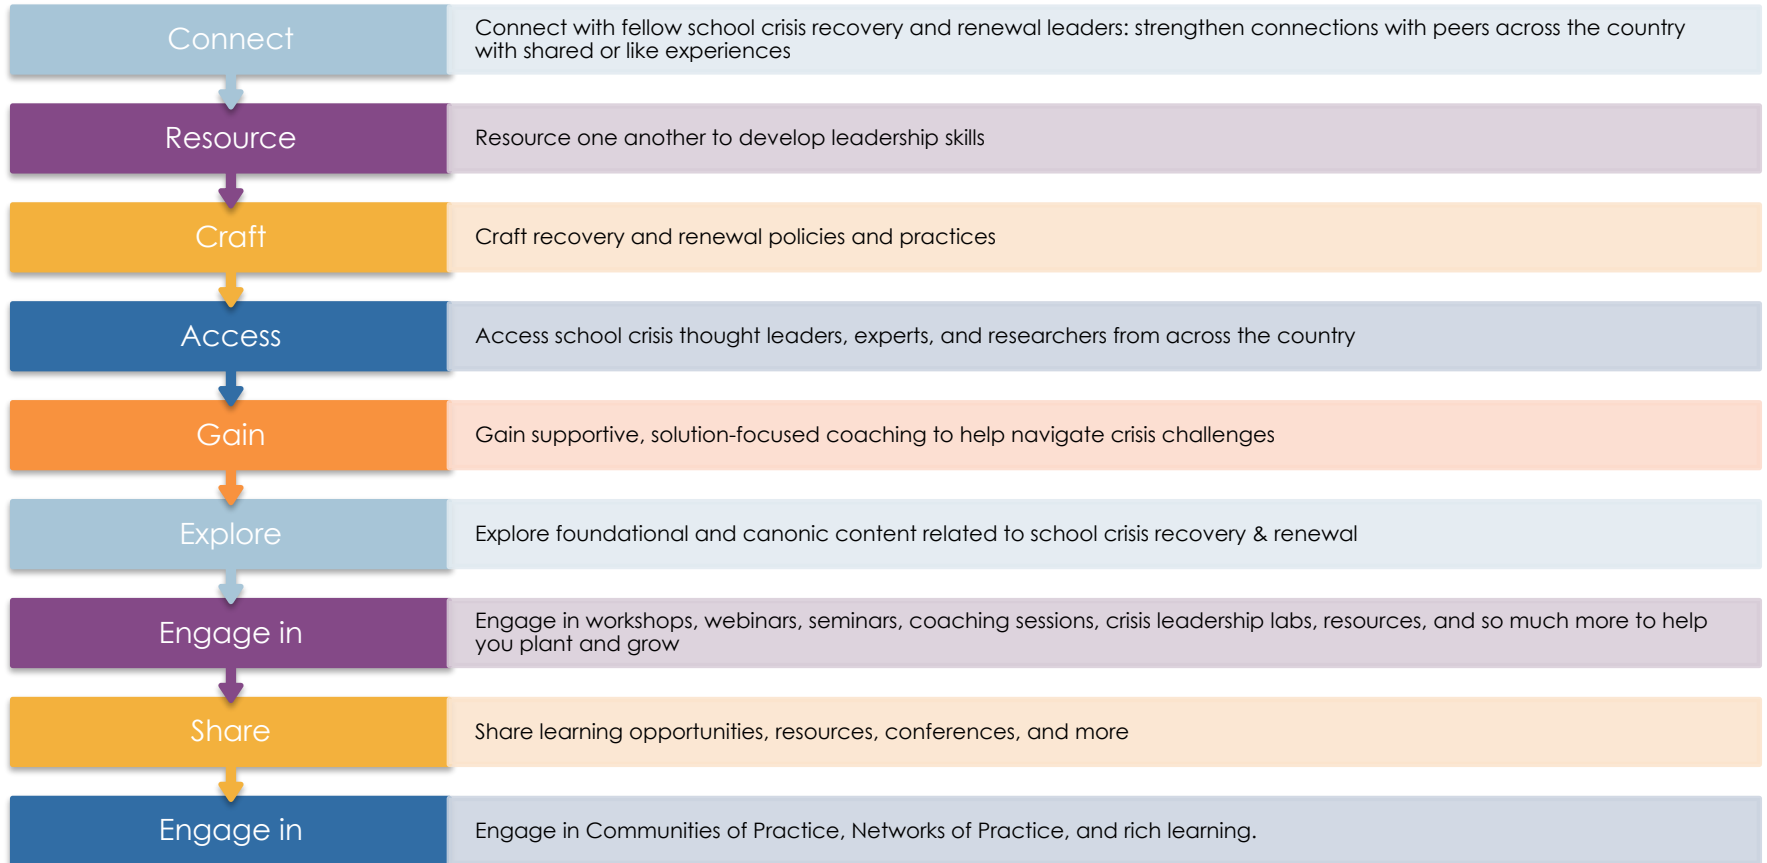 Connect
Connect with fellow school crisis recovery and renewal leaders: strengthen connections with peers across the country
with shared or like experiences
Resource
Resource one another to develop leadership skills
Craft
Craft recovery and renewal policies and practices
Access
Access school crisis thought leaders, experts, and researchers from across the country
Gain
Gain supportive, solution-focused coaching to help navigate crisis challenges
Explore
Explore foundational and canonic content related to school crisis recovery & renewal
Engage in
Engage in workshops, webinars, seminars, coaching sessions, crisis leadership labs, resources, and so much more to help
you plant and grow
Share
Share learning opportunities, resources, conferences, and more
Engage in
Engage in Communities of Practice, Networks of Practice, and rich learning.